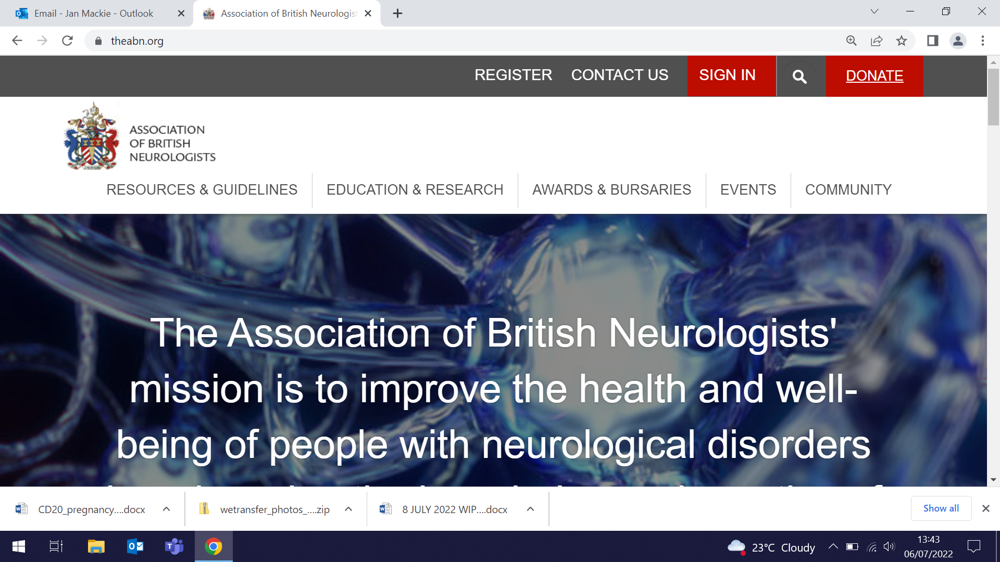 Email - Jan Mackie - Outlook
Association of British Neurologist
theabn.org
REGISTER
CONTACT US
SIGN IN
DONATE
ASSOCIATION
OF BRITISH
NEUROLOGISTS
RESOURCES & GUIDELINES
EDUCATION & RESEARCH
AWARDS & BURSARIES
EVENTS
COMMUNITY
The Association of British Neurologists'
mission is to improve the health and well-
being of people with neurological disorders
CD20_pregnancy....docx
wetransfer_photos_....zip
8 JULY 2022 WIP....docx
Show all
23°C Cloudy
13:43
06/07/2022